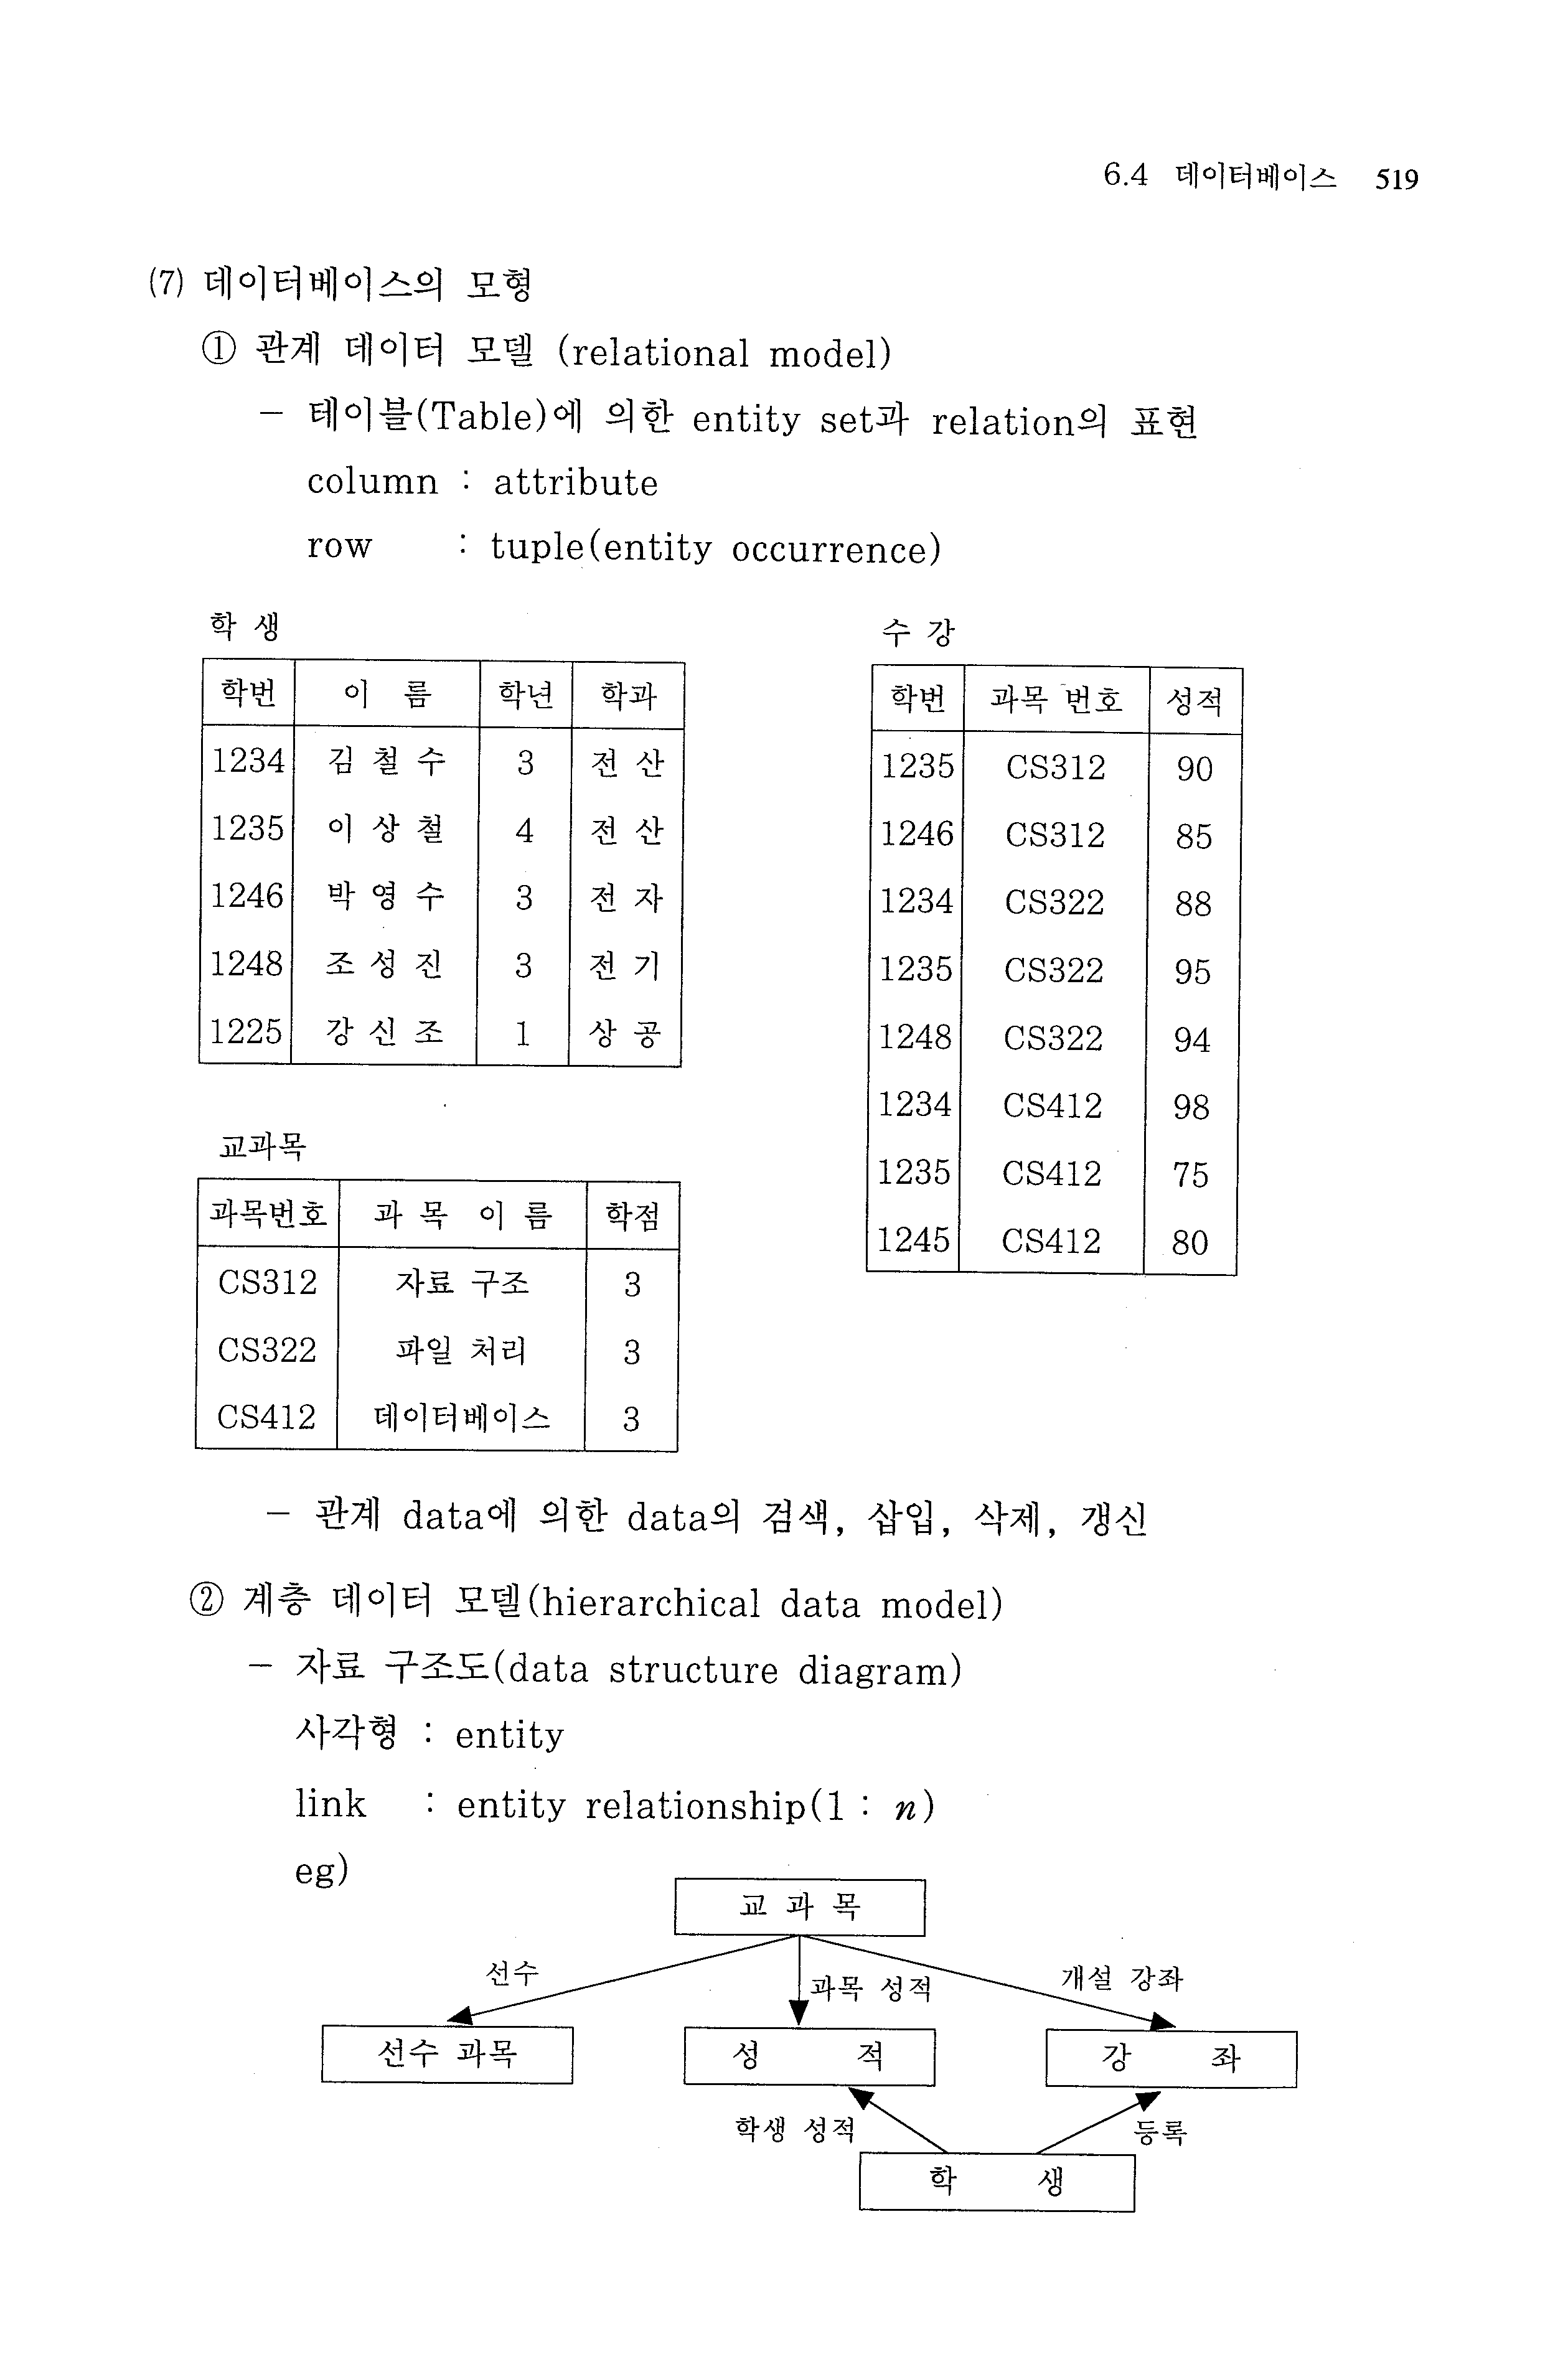 6.4 데이터베이스 519
(7) 데이터베이스의 모형
① 관계 데이터 모델 (relational model)
- 테이블(Table)에 의한 entity set과 relation의 표현
column : attribute
row : tuple(entity occurrence)
학 생
학번 이 름 학년 학과
1234 김 철 수 3 전 산
1235 이 상 철 4 전 산
1246 박 영 수 3 전 자
1248 조 성 진 3 전 기
1225 강 신 조 1 상 공
교과목
과목번호 과 목 이 름 학점
CS312 자료 구조 3
CS322 파일 처리 3
CS412 데이터베이스 3
수 강
학번 과목 번호 성적
1235 CS312 90
1246 CS312 85
1234 CS322 88
1235 CS322 95
1248 CS322 94
1234 CS412 98
1235 CS412 75
1245 CS412 80
- 관계 data에 의한 data의 검색, 삽입, 삭제, 갱신
② 계층 데이터 모델(hierarchical data model)
- 자료 구조도(data structure diagram)
사각형 : entity
link : entity relationship(1 : n)
eg)
교 과 목
선수 과목 성적 개설 강좌
선수 과목 성 적 강 좌
학생 성적 등록
학 생